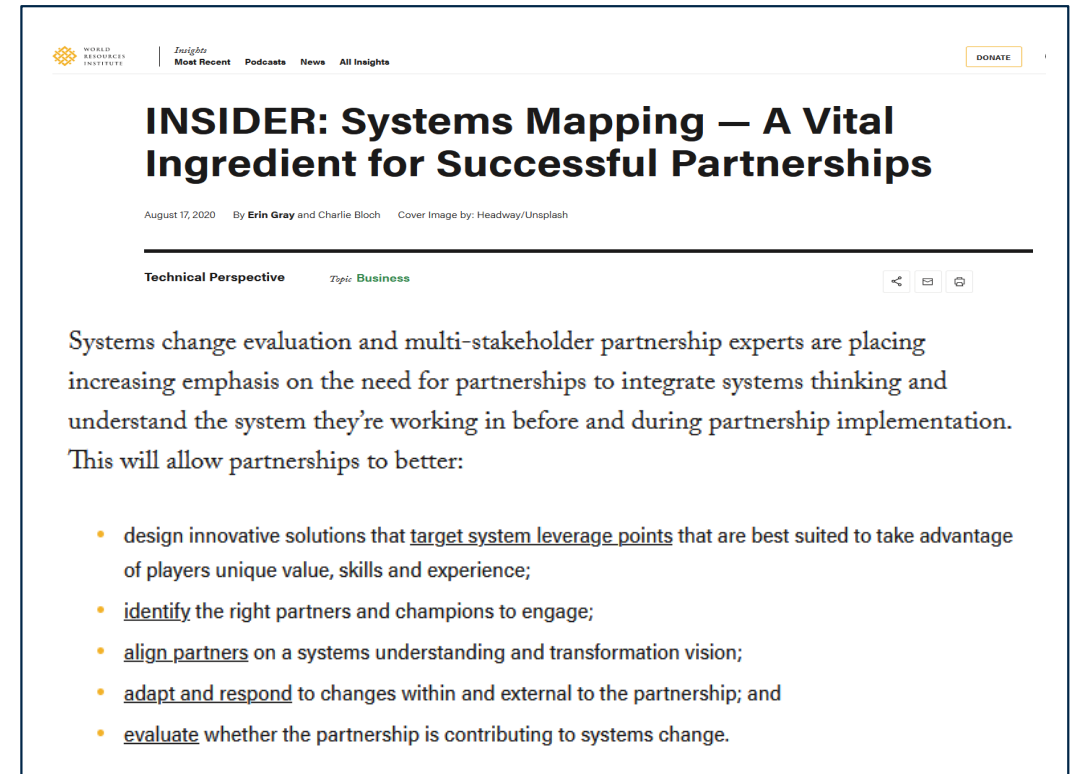 WORLD
RESOURCES
INSTITUTE
Insights
Most Recent Podcasts News All Insights
DONATE
INSIDER: Systems Mapping — A Vital
Ingredient for Successful Partnerships
August 17, 2020 By Erin Gray and Charlie Bloch Cover Image by: Headway/Unsplash
Technical Perspective Topic Business
Systems change evaluation and multi-stakeholder partnership experts are placing
increasing emphasis on the need for partnerships to integrate systems thinking and
understand the system they’re working in before and during partnership implementation.
This will allow partnerships to better:
• design innovative solutions that target system leverage points that are best suited to take advantage
of players unique value, skills and experience;
• identify the right partners and champions to engage;
• align partners on a systems understanding and transformation vision;
• adapt and respond to changes within and external to the partnership; and
• evaluate whether the partnership is contributing to systems change.